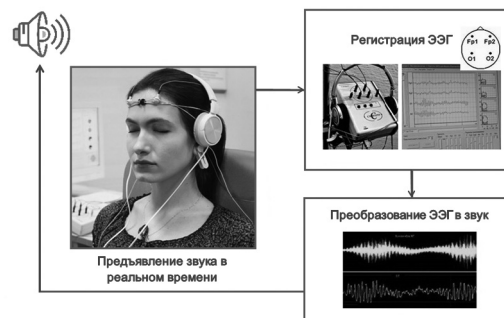 Регистрация ЭЭГ
Fp1 Fp2
O1 O2
Преобразование ЭЭГ в звук
Предъявление звука в
реальном времени